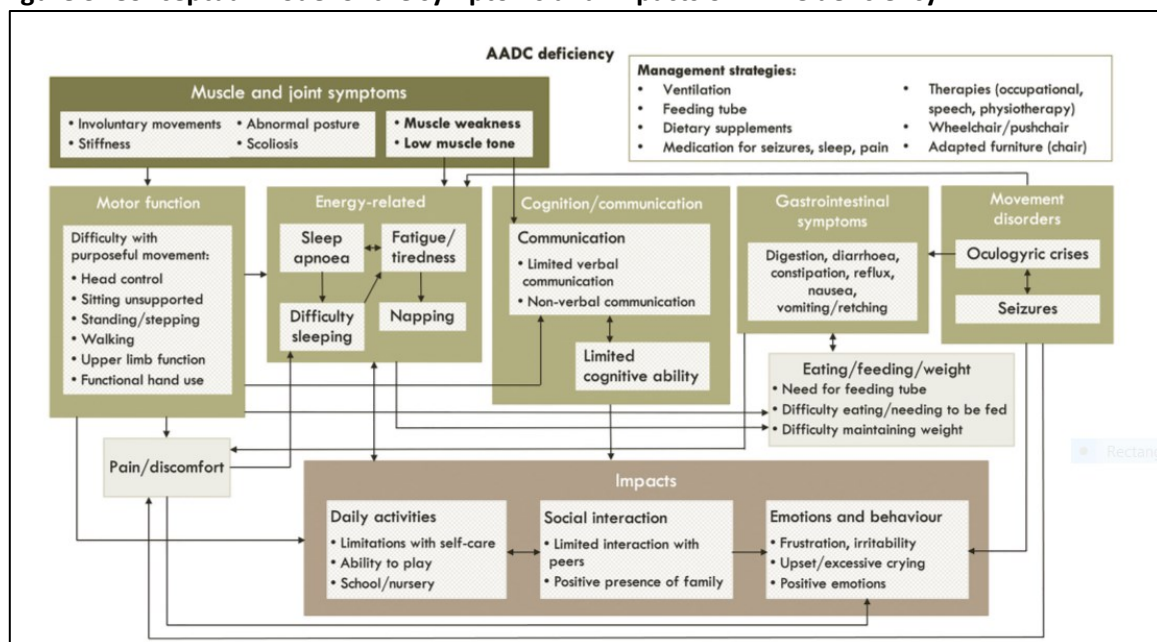 AADC deficiency
Muscle and joint symptoms
• Involuntary movements
• Stiffness
• Abnormal posture
• Scoliosis
• Muscle weakness
• Low muscle tone
Management strategies:
• Ventilation
• Feeding tube
• Dietary supplements
• Medication for seizures, sleep, pain
• Therapies (occupational,
speech, physiotherapy)
• Wheelchair/pushchair
• Adapted furniture (chair)
Motor function
Difficulty with
purposeful movement:
• Head control
• Sitting unsupported
• Standing/stepping
• Walking
• Upper limb function
• Functional hand use
Energy-related
Sleep
apnoea
Fatigue/
tiredness
Difficulty
sleeping
Napping
Cognition/communication
Communication
• Limited verbal
communication
• Non-verbal communication
Limited
cognitive ability
Gastrointestinal
symptoms
Digestion, diarrhoea,
constipation, reflux,
nausea,
vomiting/retching
Movement
disorders
Oculogyric crises
Seizures
Eating/feeding/weight
• Need for feeding tube
• Difficulty eating/needing to be fed
• Difficulty maintaining weight
Pain/discomfort
Impacts
Daily activities
• Limitations with self-care
• Ability to play
• School/nursery
Social interaction
• Limited interaction with
peers
• Positive presence of family
Emotions and behaviour
• Frustration, irritability
• Upset/excessive crying
• Positive emotions